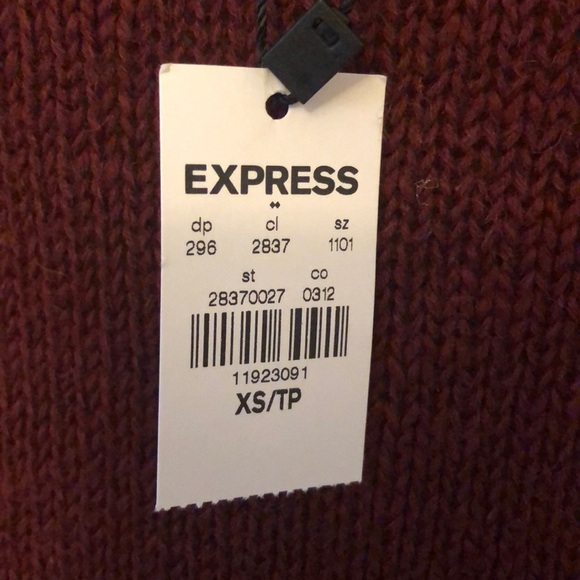 EXPRESS
dp cl sz
296 2837 1101
st co
28370027 0312
11923091
XS/TP